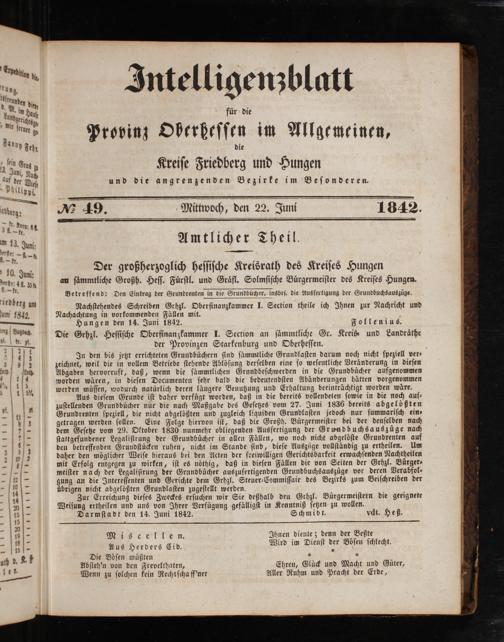 Intelligenzblatt
für die
Provinz Oberhessen im Allgemeinen,
die
Kreise Friedberg und Hungen
und die angrenzenden Bezirke im Besonderen.
№ 49. Mittwoch, den 22. Juni 1842.
Amtlicher Theil.
Der großherzoglich hessische Kreisrath des Kreises Hungen
an sämmtliche Großh. Hess. Fürstl. und Gräfl. Solmsische Bürgermeister des Kreises Hungen.
Betreffend: Den Eintrag der Grundrenten in die Grundbücher, insbes. die Ausfertigung der Grundbuchsauszüge.
Nachstehendes Schreiben Grhzl. Oberfinanzkammer I. Section theile ich Ihnen zur Nachricht und
Nachachtung in vorkommenden Fällen mit.
Hungen den 14. Juni 1842. Follenius.
Die Grhzl. Hessische Oberfinanzkammer I. Section an sämmtliche Gr. Kreis- und Landräthe
der Provinzen Starkenburg und Oberhessen.
In den bis jetzt errichteten Grundbüchern sind sämmtliche Grundlasten darum noch nicht speziell ver-
zeichnet, weil die in vollem Betriebe stehende Ablösung derselben eine so wesentliche Veränderung in diesen
Abgaben hervorruft, daß, wenn die sämmtlichen Grundbeschwerden in die Grundbücher aufgenommen
worden wären, in diesen Documenten sehr bald die bedeutendsten Abänderungen hätten vorgenommen
werden müssen, wodurch natürlich deren längere Benutzung und Erhaltung beeinträchtigt worden wäre.
Aus diesem Grunde ist daher verfügt worden, daß in die bereits vollendeten sowie in die noch auf-
zustellenden Grundbücher nur die nach Maßgabe des Gesetzes vom 27. Juni 1836 bereits abgelösten
Grundrenten speziell, die nicht abgelösten und zugleich liquiden Grundlasten jedoch nur summarisch ein-
getragen werden sollen. Eine Folge hiervon ist, daß die Großh. Bürgermeister bei der denselben nach
dem Gesetze vom 29. Oktober 1830 nunmehr obliegenden Ausfertigung der Grundbuchsauszüge nach
stattgefundener Legalisirung der Grundbücher in allen Fällen, wo noch nicht abgelöste Grundrenten auf
den betreffenden Grundstücken ruhen, nicht im Stande sind, diese Auszüge vollständig zu ertheilen. Um
daher den möglicher Weise hieraus bei den Acten der freiwilligen Gerichtsbarkeit erwachsenden Nachtheilen
mit Erfolg entgegen zu wirken, ist es nöthig, daß in diesen Fällen die von Seiten der Grhzl. Bürger-
meister nach der Legalisirung der Grundbücher ausgefertigten Grundbuchsauszüge vor deren Verabfol-
gung an die Interessenten und Gerichte dem Grhzl. Steuer-Commissair des Bezirks zum Beischreiben der
übrigen nicht abgelösten Grundlasten zugestellt werden.
Zur Erreichung dieses Zweckes ersuchen wir Sie deßhalb den Grhzl. Bürgermeistern die geeignete
Weisung ertheilen und uns von Ihrer Verfügung gefälligst in Kenntniß setzen zu wollen.
Darmstadt den 14. Juni 1842. Schmidt. vdt. Heß.
Miscellen.
Aus Herders Cid.
Die Bösen müßten
Absteh'n von den Frevelthaten,
Wenn zu solchen kein Rechtschaff'ner
Ihnen diente; denn der Beßte
Wird im Dienst der Bösen schlecht.
* * *
Ehren, Glück und Macht und Güter,
Aller Ruhm und Pracht der Erde,